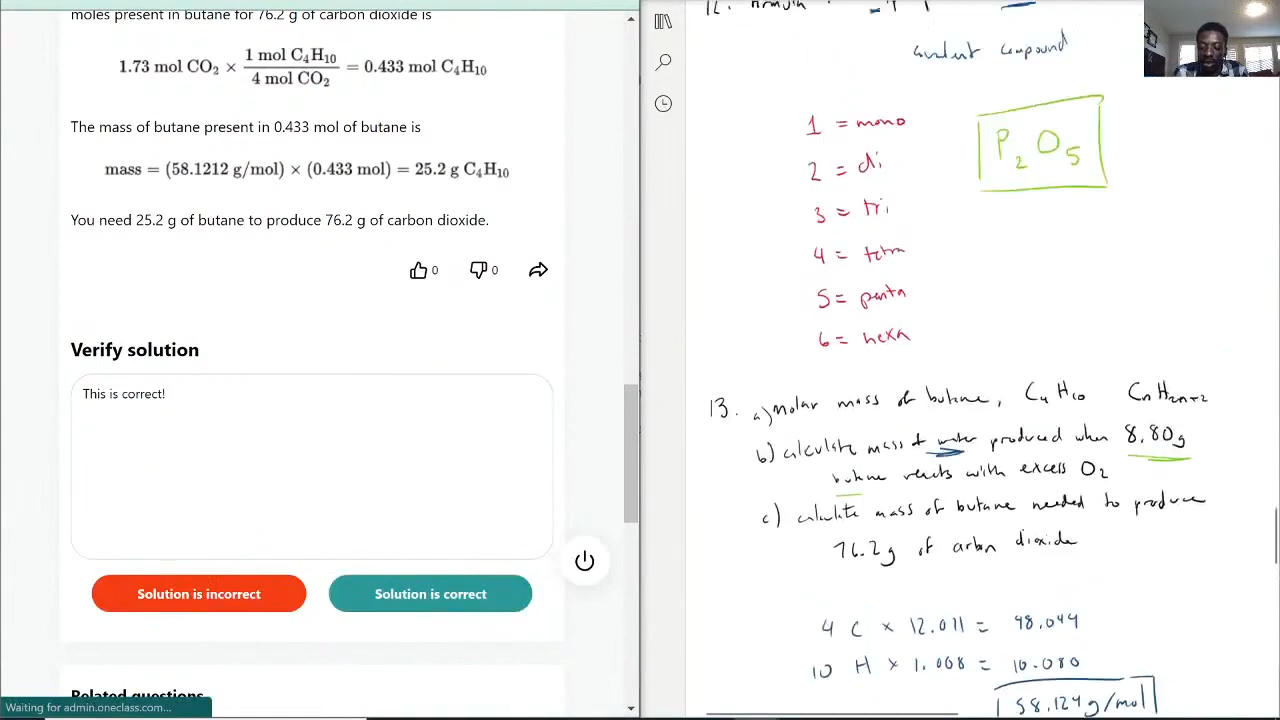 moles present in butane for 76.2 g of carbon dioxide is
1.73 mol CO₂ × 1 mol C₄H₁₀ / 4 mol CO₂ = 0.433 mol C₄H₁₀
The mass of butane present in 0.433 mol of butane is
mass = (58.1212 g/mol) × (0.433 mol) = 25.2 g C₄H₁₀
You need 25.2 g of butane to produce 76.2 g of carbon dioxide.
0 0
Verify solution
This is correct!
Solution is incorrect Solution is correct
Related questions
Waiting for admin.oneclass.com...
12. formula
covalent compound
1 = mono
2 = di
3 = tri
4 = tetra
5 = penta
6 = hexa
P₂O₅
13. a) Molar mass of butane, C₄H₁₀ CnH2n+2
b) calculate mass of water produced when 8.80g
butane reacts with excess O₂
c) calculate mass of butane needed to produce
76.2g of carbon dioxide
4 C × 12.011 = 48.044
10 H × 1.008 = 10.080
58.124 g/mol